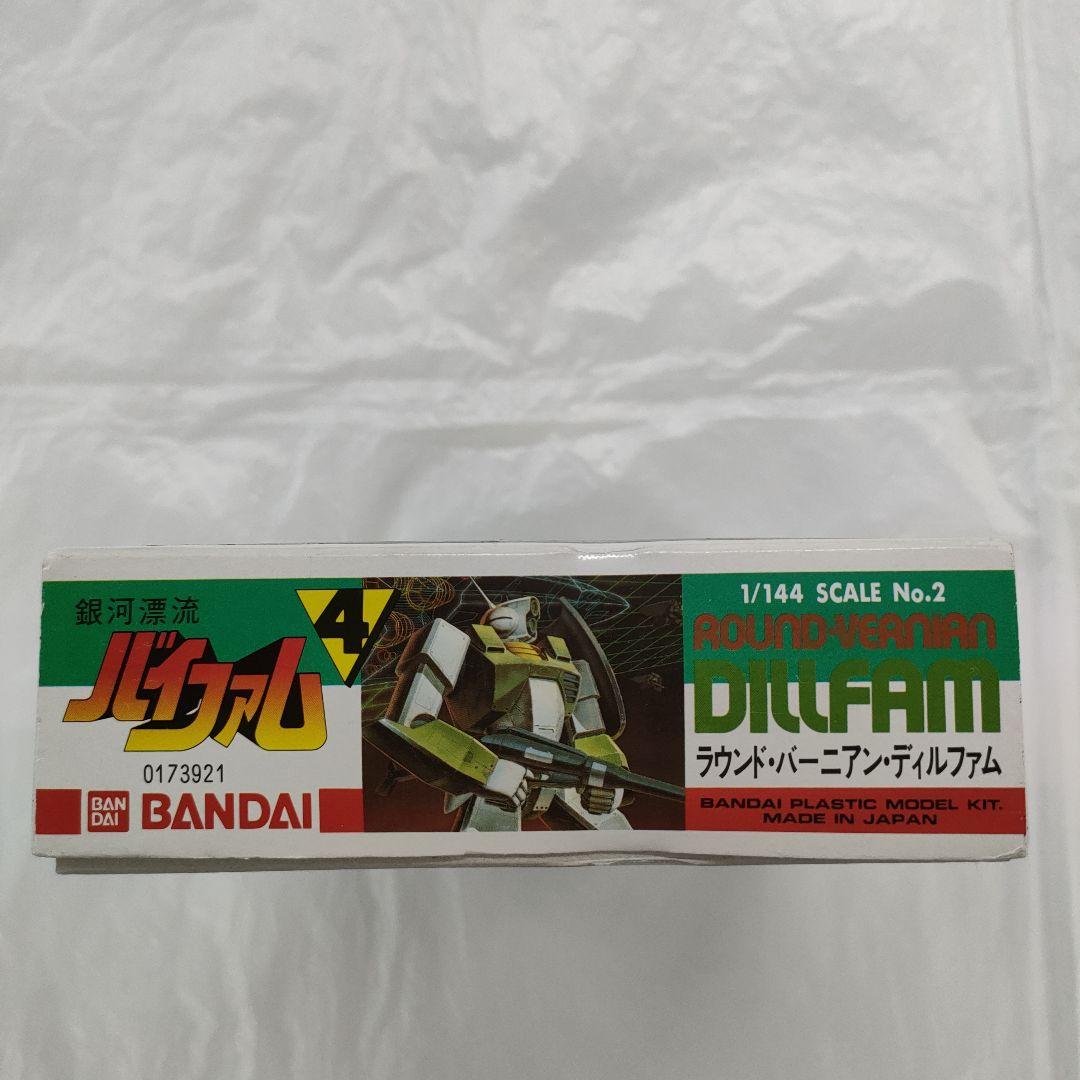 銀河漂流
バイファム
4
0173921
BAN
DAI
BANDAI
1/144 SCALE No.2
ROUND•VERNIAN
DILLFAM
ラウンド・バーニアン・ディルファム
BANDAI PLASTIC MODEL KIT.
MADE IN JAPAN